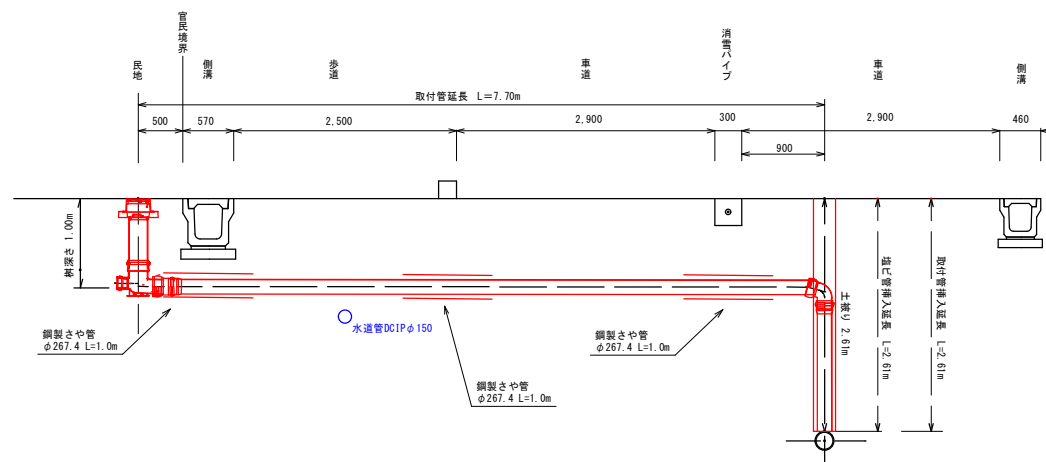 官民境界
民地
側溝
歩道
車道
消雪パイプ
車道
側溝
取付管延長 L=7.70m
500
570
2,500
2,900
300
2,900
460
900
桝深さ 1.00m
鋼製さや管
φ267.4 L=1.0m
水道管DCIPφ150
鋼製さや管
φ267.4 L=1.0m
鋼製さや管
φ267.4 L=1.0m
土被り 2.61m
塩ビ管挿入延長 L=2.61m
取付管挿入延長 L=2.61m